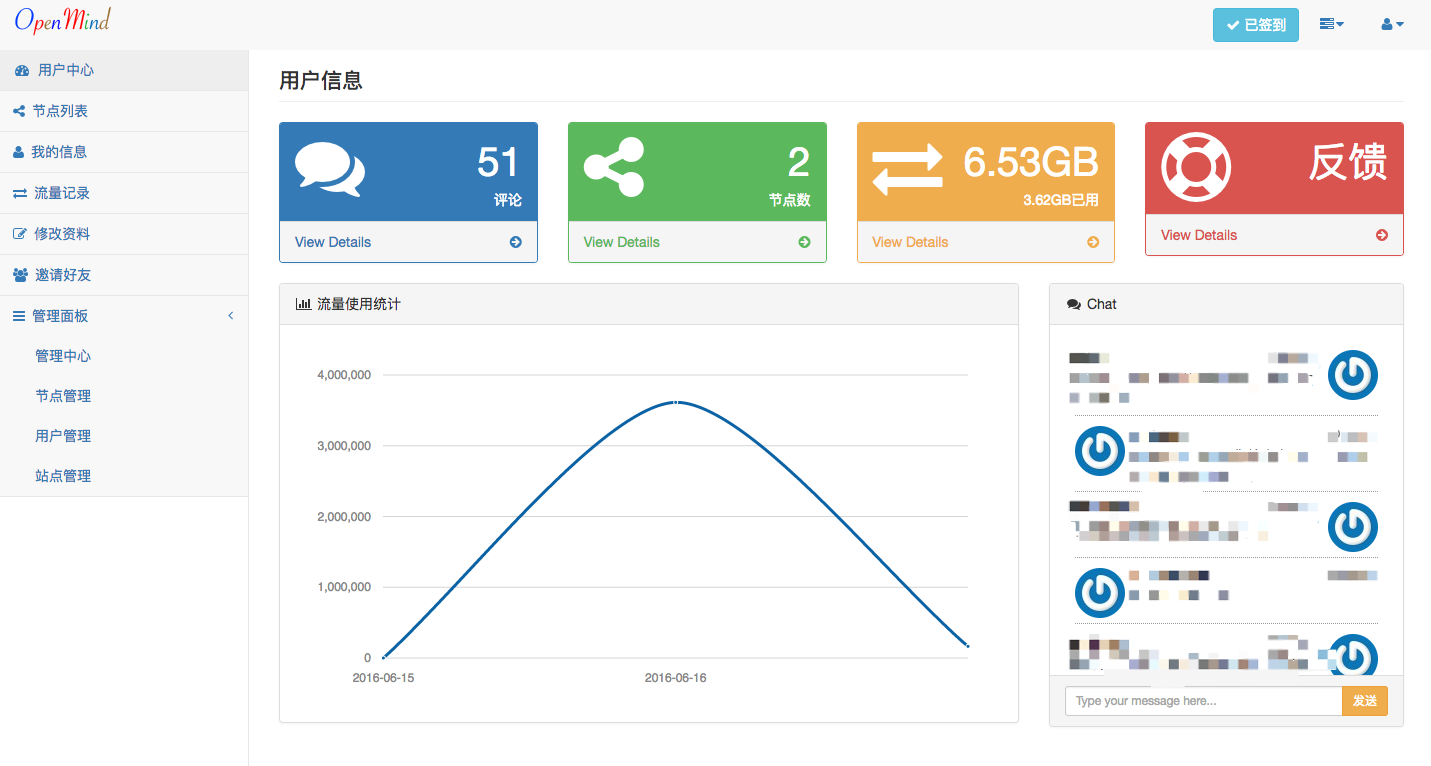 OpenMind
已签到
用户中心
节点列表
我的信息
流量记录
修改资料
邀请好友
管理面板
管理中心
节点管理
用户管理
站点管理
用户信息
51
评论
View Details
2
节点数
View Details
6.53GB
3.62GB已用
View Details
反馈
View Details
流量使用统计
4,000,000
3,000,000
2,000,000
1,000,000
0
2016-06-15
2016-06-16
Chat
Type your message here...
发送